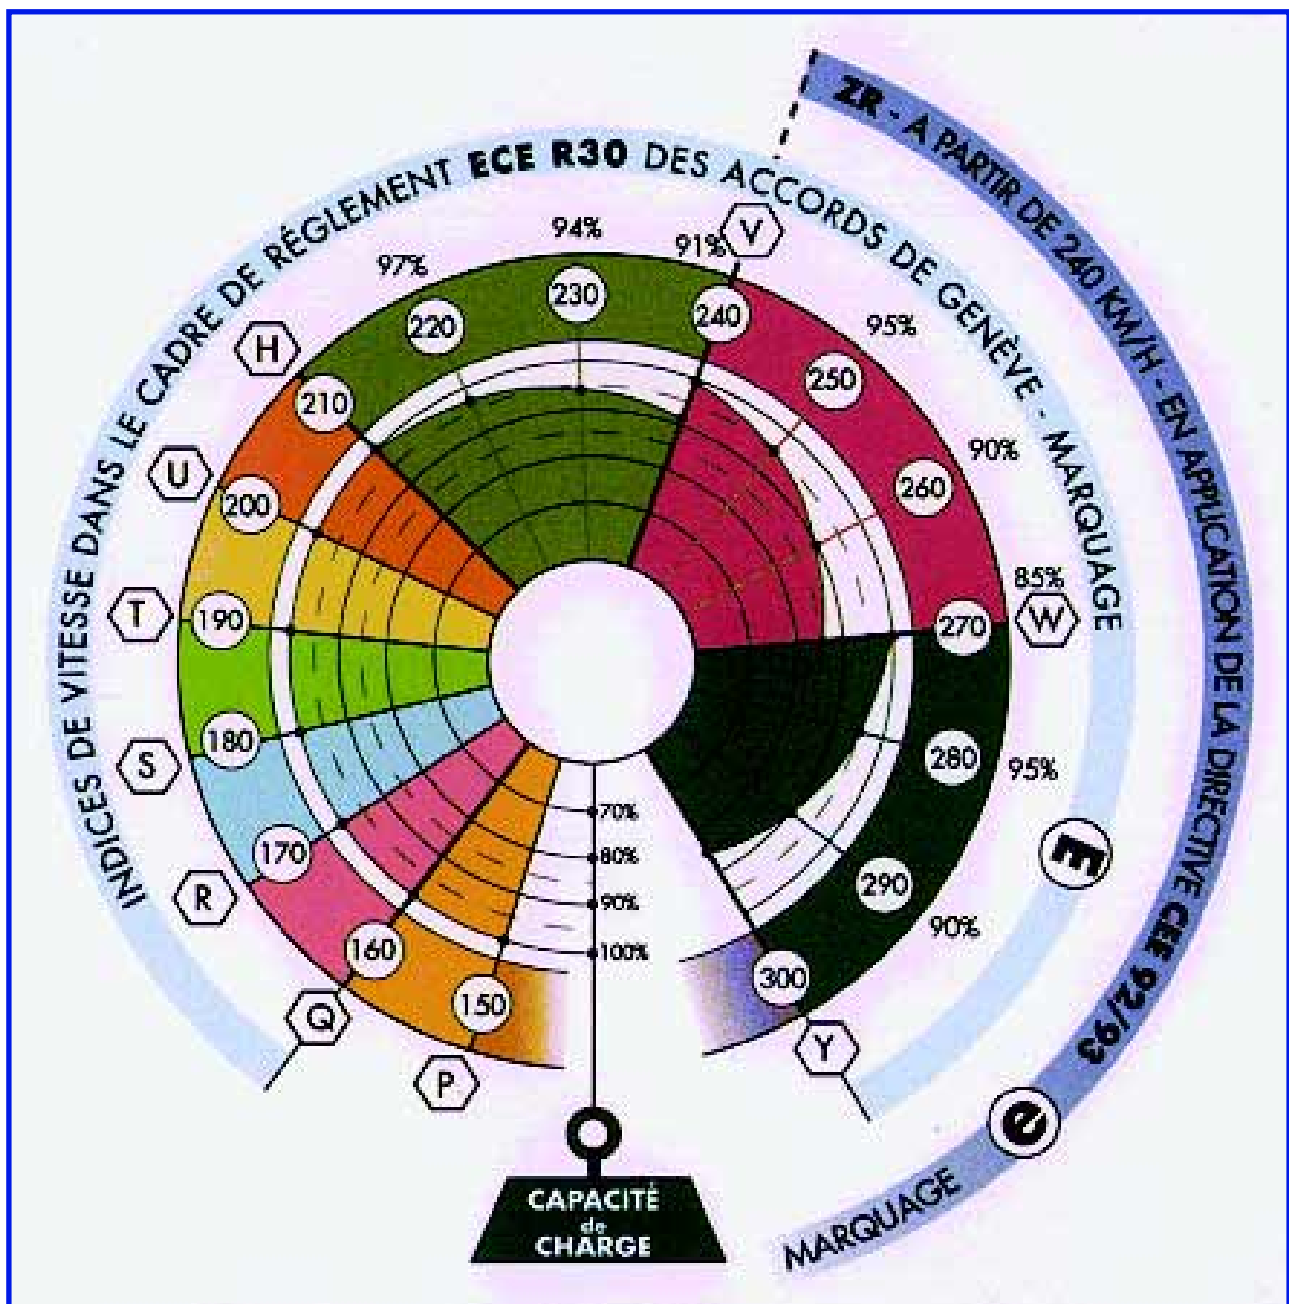 ZR - A PARTIR DE 240 KM/H - EN APPLICATION DE LA DIRECTIVE CEE 92/93
MARQUAGE
e
INDICES DE VITESSE DANS LE CADRE DE RÉGLEMENT ECE R30 DES ACCORDS DE GENÈVE - MARQUAGE
E
P
150
Q
160
R
170
S
180
T
190
U
200
H
210
97%
220
94%
230
91%
V
240
95%
250
90%
260
85%
W
270
95%
280
90%
290
Y
300
70%
80%
90%
100%
CAPACITÉ
de
CHARGE